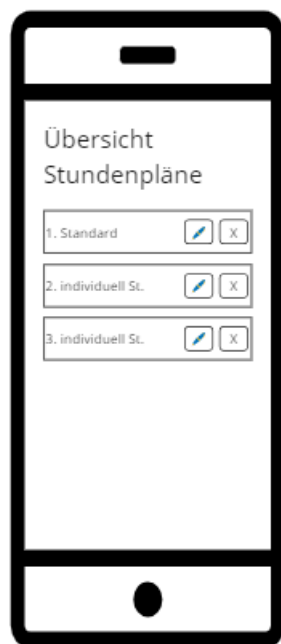 Übersicht
Stundenpläne
1. Standard X
2. individuell St. X
3. individuell St. X